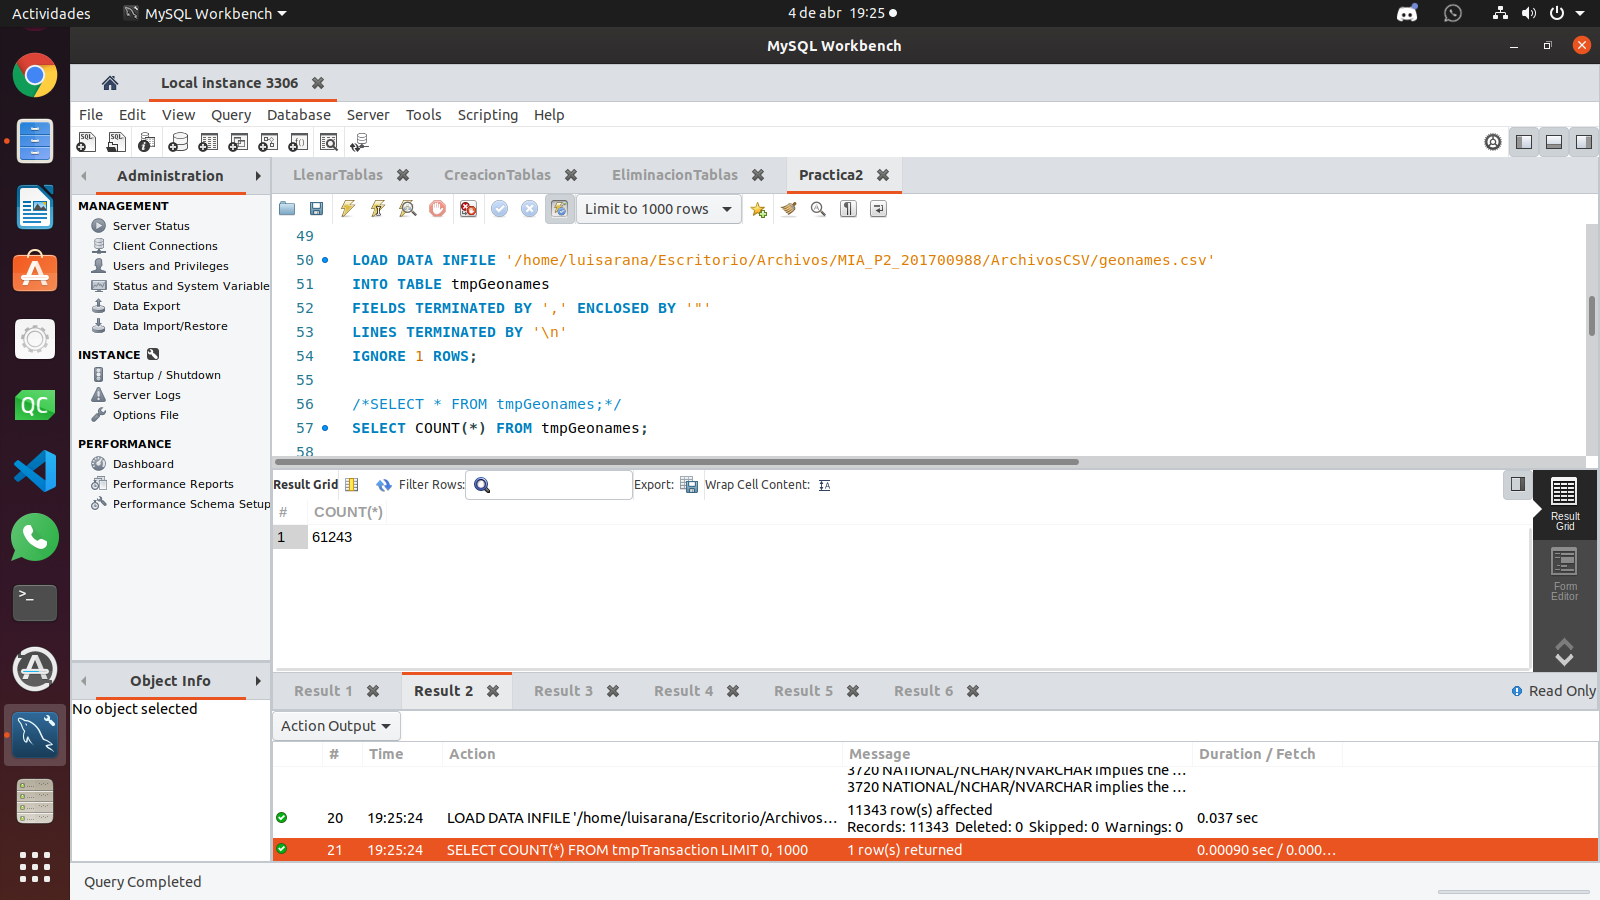 Actividades
MySQL Workbench
4 de abr 19:25
MySQL Workbench
Local instance 3306
File Edit View Query Database Server Tools Scripting Help
Administration
MANAGEMENT
Server Status
Client Connections
Users and Privileges
Status and System Variable
Data Export
Data Import/Restore
INSTANCE
Startup / Shutdown
Server Logs
Options File
PERFORMANCE
Dashboard
Performance Reports
Performance Schema Setup
Object Info
No object selected
LlenarTablas CreacionTablas EliminacionTablas Practica2
Limit to 1000 rows
49
50 LOAD DATA INFILE '/home/luisarana/Escritorio/Archivos/MIA_P2_201700988/ArchivosCSV/geonames.csv'
51 INTO TABLE tmpGeonames
52 FIELDS TERMINATED BY ',' ENCLOSED BY '"'
53 LINES TERMINATED BY '\n'
54 IGNORE 1 ROWS;
55
56 /*SELECT * FROM tmpGeonames;*/
57 SELECT COUNT(*) FROM tmpGeonames;
58
Result Grid Filter Rows: Export: Wrap Cell Content:
# COUNT(*)
1 61243
Result Grid
Form Editor
Result 1 Result 2 Result 3 Result 4 Result 5 Result 6 Read Only
Action Output
# Time Action Message Duration / Fetch
3720 NATIONAL/NCHAR/NVARCHAR implies the ...
3720 NATIONAL/NCHAR/NVARCHAR implies the ...
20 19:25:24 LOAD DATA INFILE '/home/luisarana/Escritorio/Archivos... 11343 row(s) affected
Records: 11343 Deleted: 0 Skipped: 0 Warnings: 0 0.037 sec
21 19:25:24 SELECT COUNT(*) FROM tmpTransaction LIMIT 0, 1000 1 row(s) returned 0.00090 sec / 0.000...
Query Completed